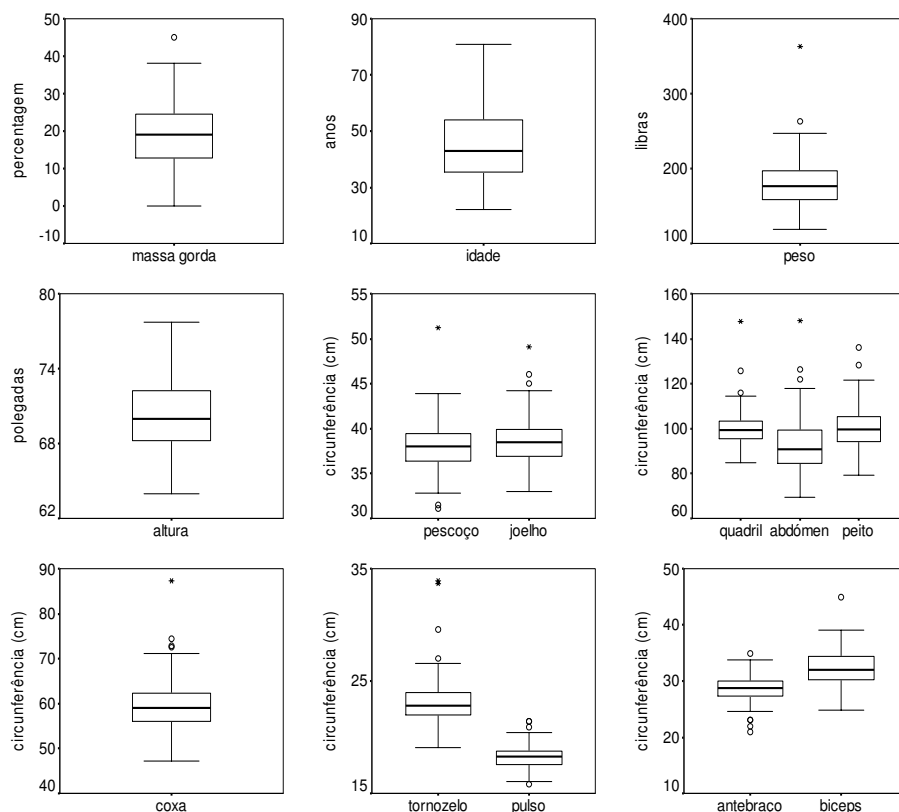 percentagem
50
40
30
20
10
0
-10
massa gorda
anos
90
70
50
30
10
idade
libras
400
300
200
100
peso
polegadas
80
74
68
62
altura
circunferência (cm)
55
50
45
40
35
30
pescoço joelho
circunferência (cm)
160
140
120
100
80
60
quadril abdómen peito
circunferência (cm)
90
80
70
60
50
40
coxa
circunferência (cm)
35
25
15
tornozelo pulso
circunferência (cm)
50
40
30
20
10
antebraco biceps